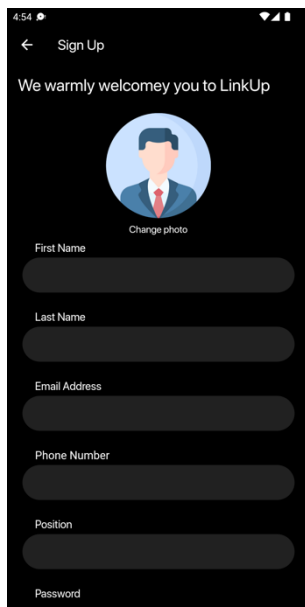 4:54
Sign Up
We warmly welcomey you to LinkUp
Change photo
First Name
Last Name
Email Address
Phone Number
Position
Password